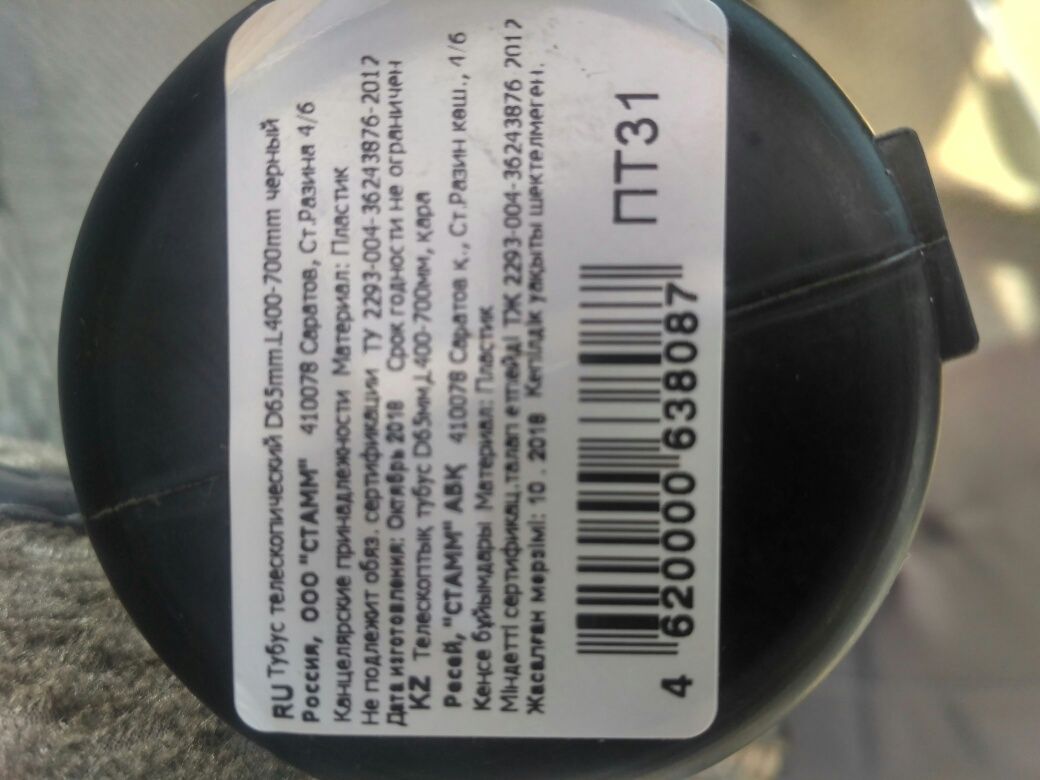 RU Тубус телескопический D65mm.L400-700mm черный
Россия, ООО "СТАММ" 410078 Саратов, Ст.Разина 4/6
Канцелярские принадлежности Материал: Пластик
Не подлежит обяз. сертификации ТУ 2293-004-36243876-2012
Дата изготовления: Октябрь 2018 Срок годности не ограничен
KZ Телескоптық тубус D65мм,L400-700мм, қара
Ресей, "СТАММ" АБҚ 410078 Саратов к., Ст.Разин көш., 4/6
Кеңсе бұйымдары Материал: Пластик
Міндетті сертификац.талап етпейді ТЖ 2293-004-36243876 2012
Жасалған мерзімі: 10 . 2018 Кепілдік уақыты шектелмеген.
4 620000 638087
ПТ31